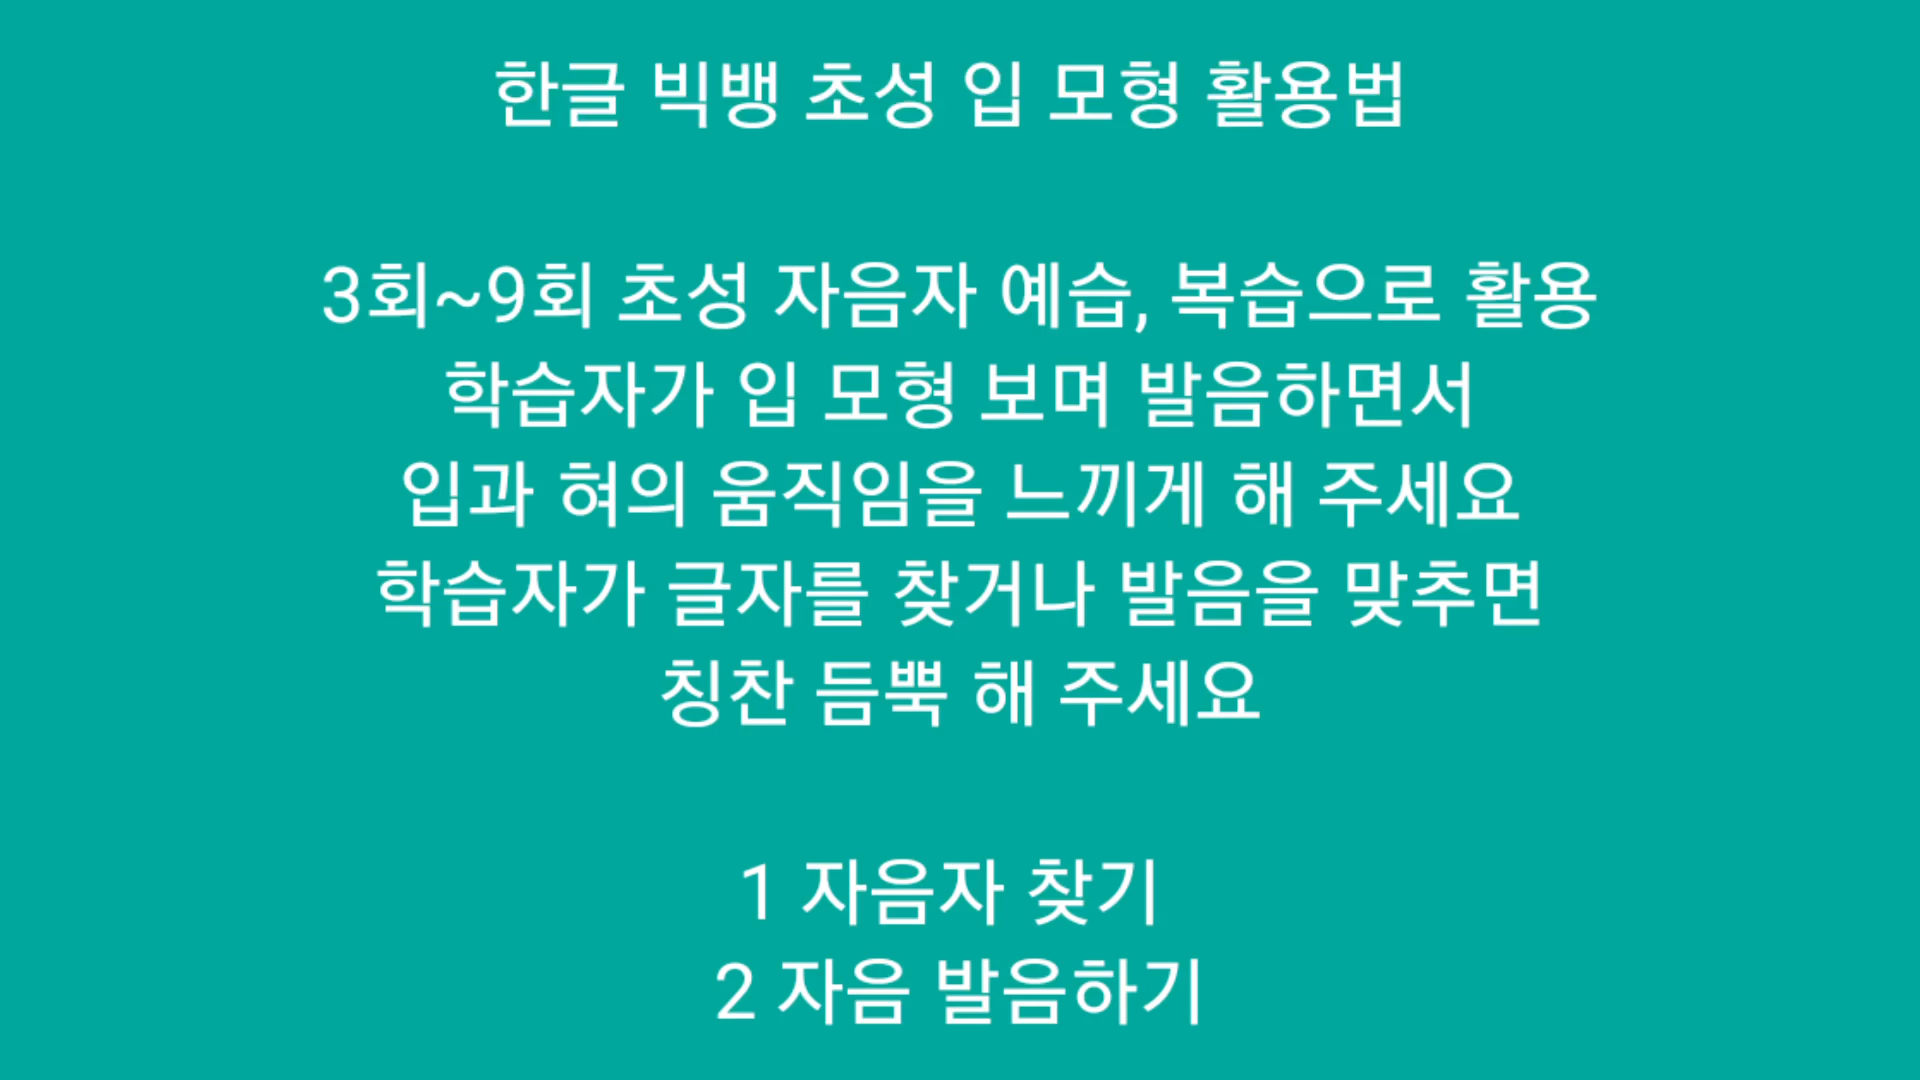 한글 빅뱅 초성 입 모형 활용법
3회~9회 초성 자음자 예습, 복습으로 활용
학습자가 입 모형 보며 발음하면서
입과 혀의 움직임을 느끼게 해 주세요
학습자가 글자를 찾거나 발음을 맞추면
칭찬 듬뿍 해 주세요
1 자음자 찾기
2 자음 발음하기